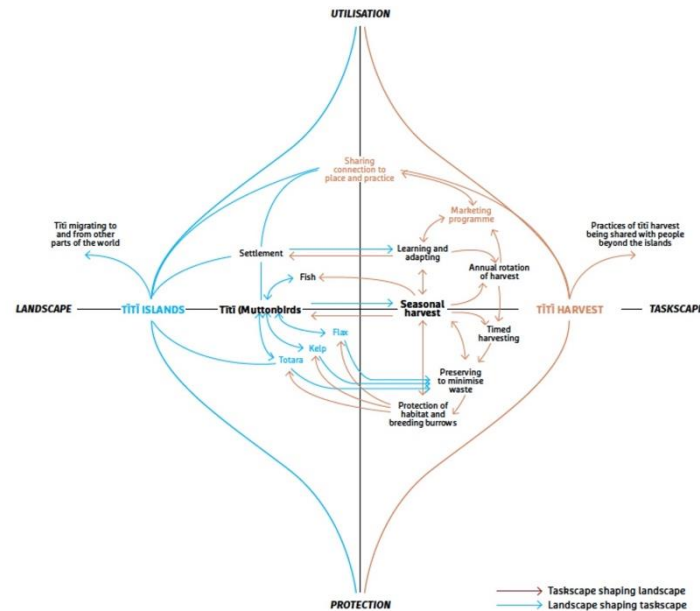 UTILISATION
Sharing
connection to
place and practice
Marketing
programme
Tītī migrating to
and from other
parts of the world
Practices of tītī harvest
being shared with people
beyond the islands
Settlement
Learning and
adapting
Annual rotation
of harvest
Fish
LANDSCAPE
TĪTĪ ISLANDS
Tītī (Muttonbirds
Seasonal
harvest
TĪTĪ HARVEST
TASKSCAPE
Flax
Timed
harvesting
Kelp
Totara
Preserving
to minimise
waste
Protection of
habitat and
breeding burrows
Taskscape shaping landscape
Landscape shaping taskscape
PROTECTION